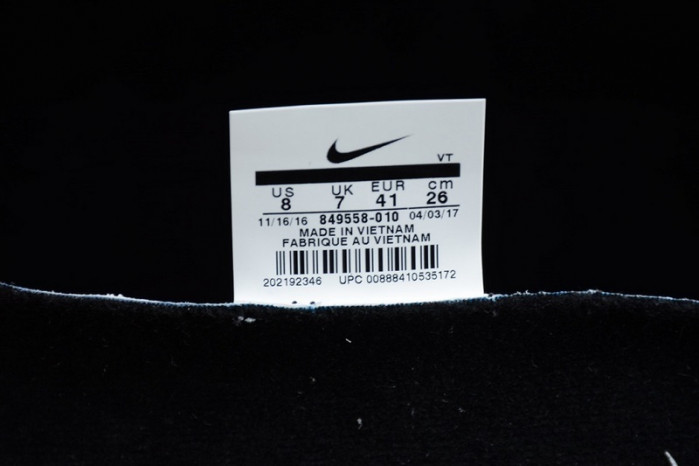 VT
US UK EUR cm
8 7 41 26
11/16/16 849558-010 04/03/17
MADE IN VIETNAM
FABRIQUE AU VIETNAM
202192346 UPC 00888410535172